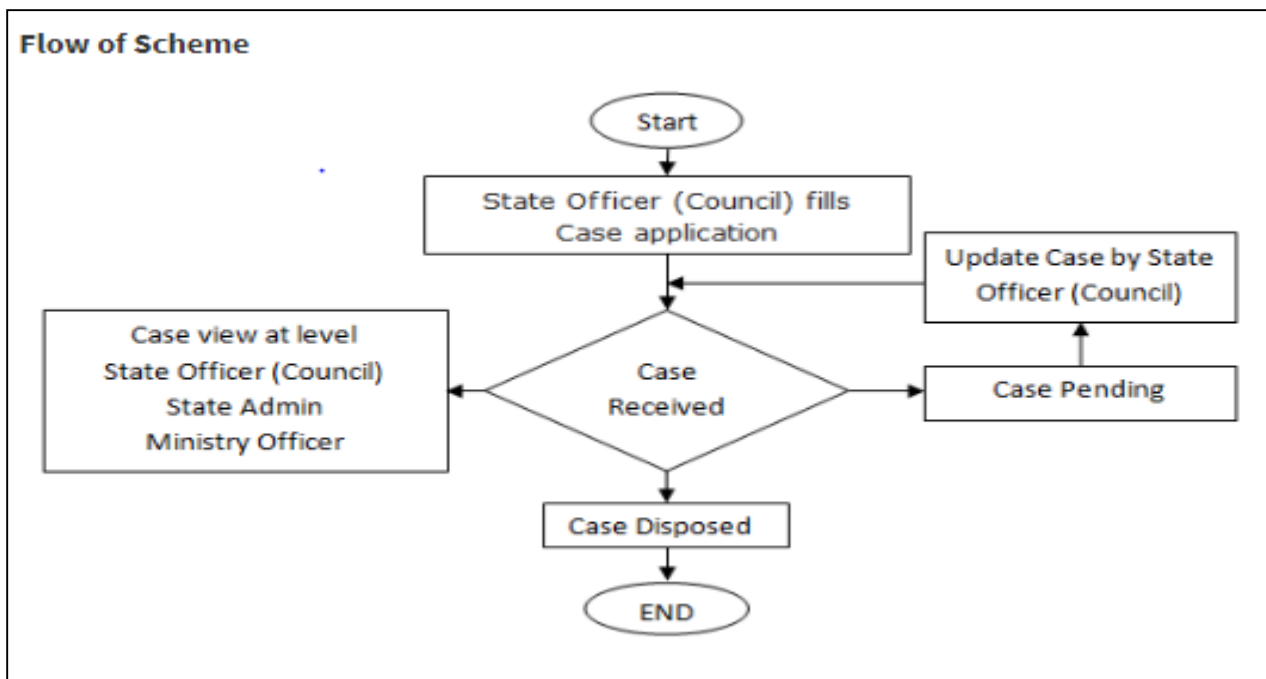 Flow of Scheme
Start
State Officer (Council) fills
Case application
Update Case by State
Officer (Council)
Case view at level
State Officer (Council)
State Admin
Ministry Officer
Case
Received
Case Pending
Case Disposed
END